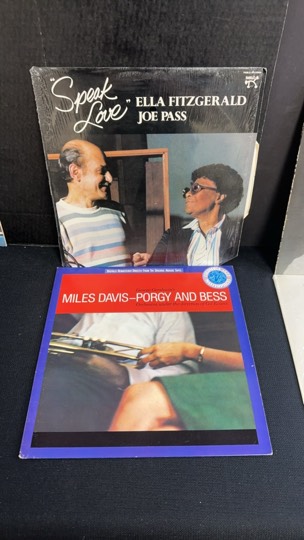 "Speak
Love"
ELLA FITZGERALD
JOE PASS
MILES DAVIS—PORGY AND BESS